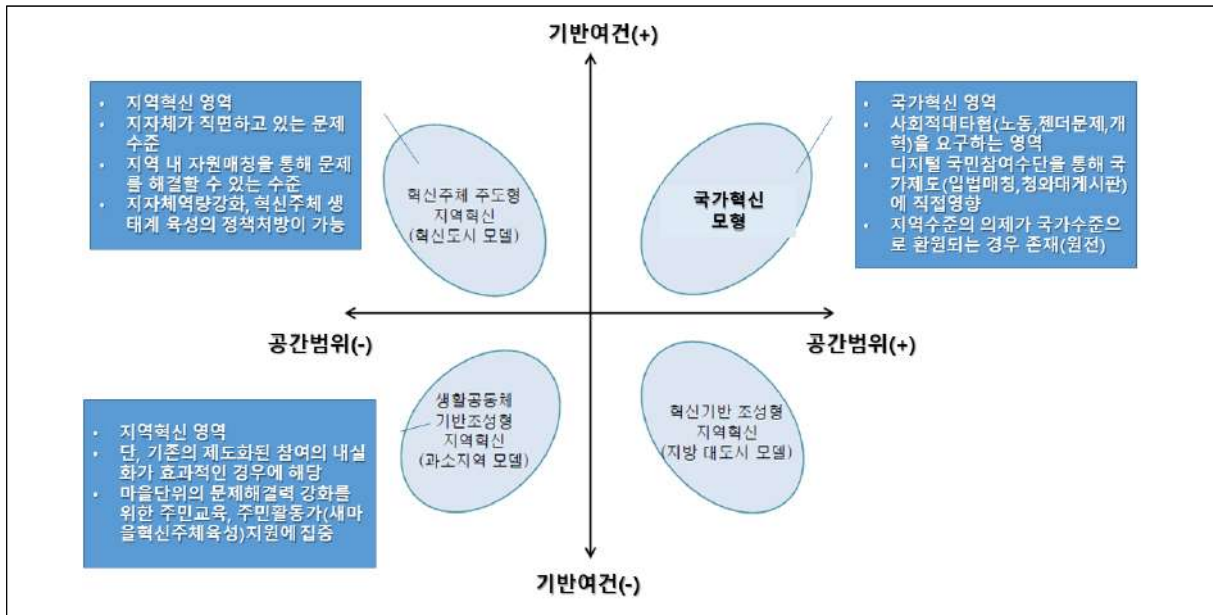 기반여건(+)
• 지역혁신 영역
• 지자체가 직면하고 있는 문제
수준
• 지역 내 자원매칭을 통해 문제
를 해결할 수 있는 수준
• 지자체역량강화, 혁신주체 생
태계 육성의 정책처방이 가능
혁신주체 주도형
지역혁신
(혁신도시 모델)
국가혁신
모형
• 국가혁신 영역
• 사회적대타협(노동,젠더문제,개
혁)을 요구하는 영역
• 디지털 국민참여수단을 통해 국
가제도(입법매칭,청와대게시판)
에 직접영향
• 지역수준의 의제가 국가수준으
로 환원되는 경우 존재(원전)
공간범위(-)
공간범위(+)
• 지역혁신 영역
• 단, 기존의 제도화된 참여의 내실
화가 효과적인 경우에 해당
• 마을단위의 문제해결력 강화를
위한 주민교육, 주민활동가(새마
을혁신주체육성)지원에 집중
생활공동체
기반조성형
지역혁신
(과소지역 모델)
혁신기반 조성형
지역혁신
(지방 대도시 모델)
기반여건(-)